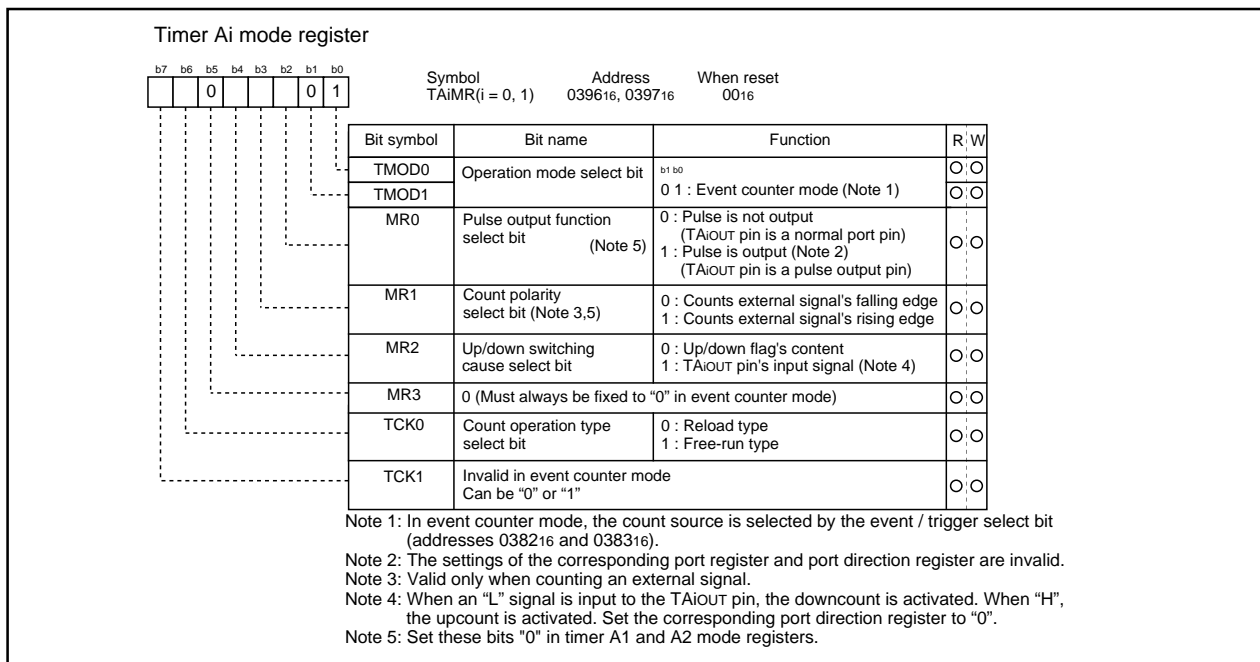 Timer Ai mode register
b7 b6 b5 b4 b3 b2 b1 b0
0 0 1
Symbol Address When reset
TAiMR(i = 0, 1) 039616, 039716 0016
Bit symbol Bit name Function R W
TMOD0 Operation mode select bit b1 b0
TMOD1 0 1 : Event counter mode (Note 1)
MR0 Pulse output function 0 : Pulse is not output
select bit (Note 5) (TAiOUT pin is a normal port pin)
1 : Pulse is output (Note 2)
(TAiOUT pin is a pulse output pin)
MR1 Count polarity 0 : Counts external signal's falling edge
select bit (Note 3,5) 1 : Counts external signal's rising edge
MR2 Up/down switching 0 : Up/down flag's content
cause select bit 1 : TAiOUT pin's input signal (Note 4)
MR3 0 (Must always be fixed to “0” in event counter mode)
TCK0 Count operation type 0 : Reload type
select bit 1 : Free-run type
TCK1 Invalid in event counter mode
Can be “0” or “1”
Note 1: In event counter mode, the count source is selected by the event / trigger select bit
(addresses 038216 and 038316).
Note 2: The settings of the corresponding port register and port direction register are invalid.
Note 3: Valid only when counting an external signal.
Note 4: When an “L” signal is input to the TAiOUT pin, the downcount is activated. When “H”,
the upcount is activated. Set the corresponding port direction register to “0”.
Note 5: Set these bits "0" in timer A1 and A2 mode registers.